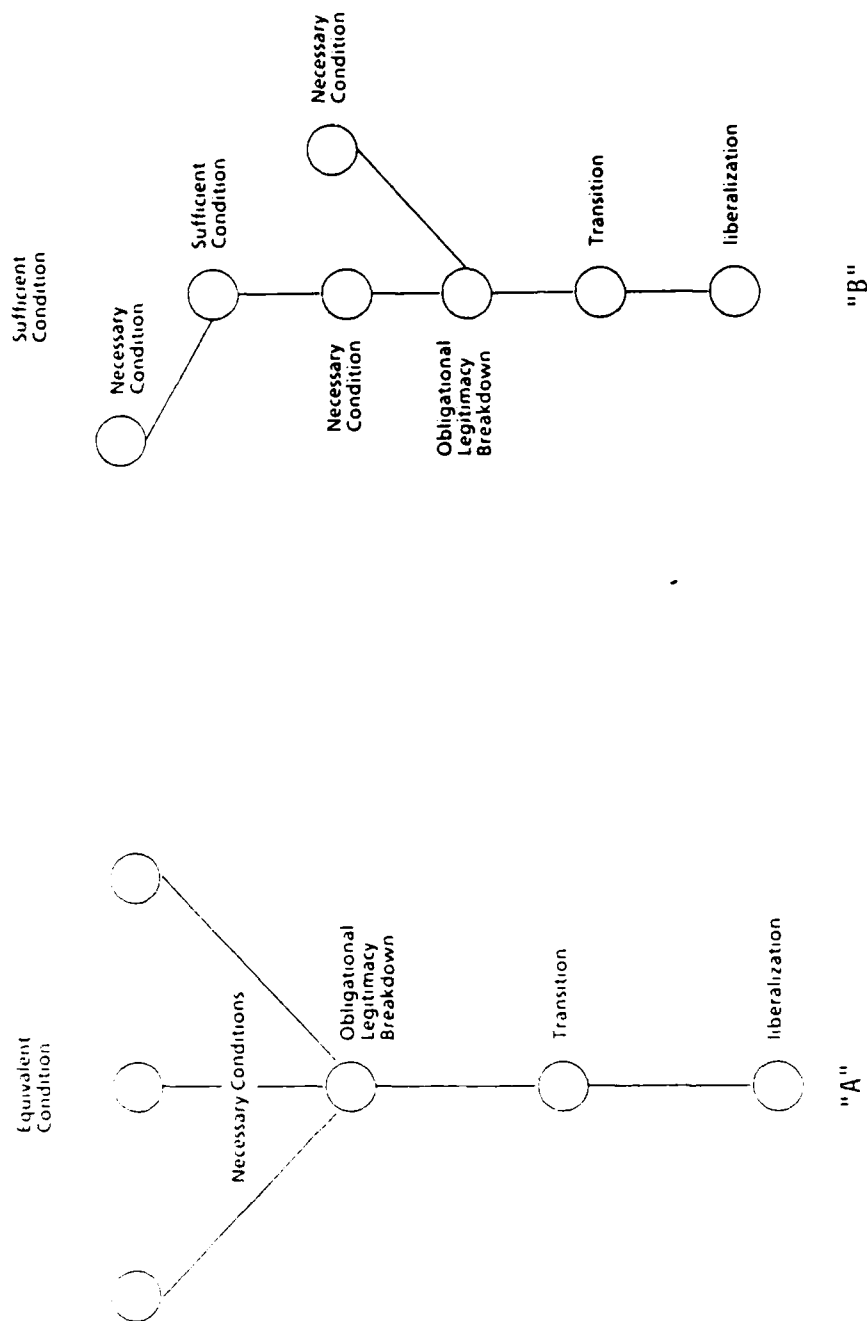 Equivalent
Condition
Necessary Conditions
Obligational
Legitimacy
Breakdown
Transition
liberalization
"A"
Sufficient
Condition
Necessary
Condition
Sufficient
Condition
Necessary
Condition
Necessary
Condition
Obligational
Legitimacy
Breakdown
Transition
liberalization
"B"